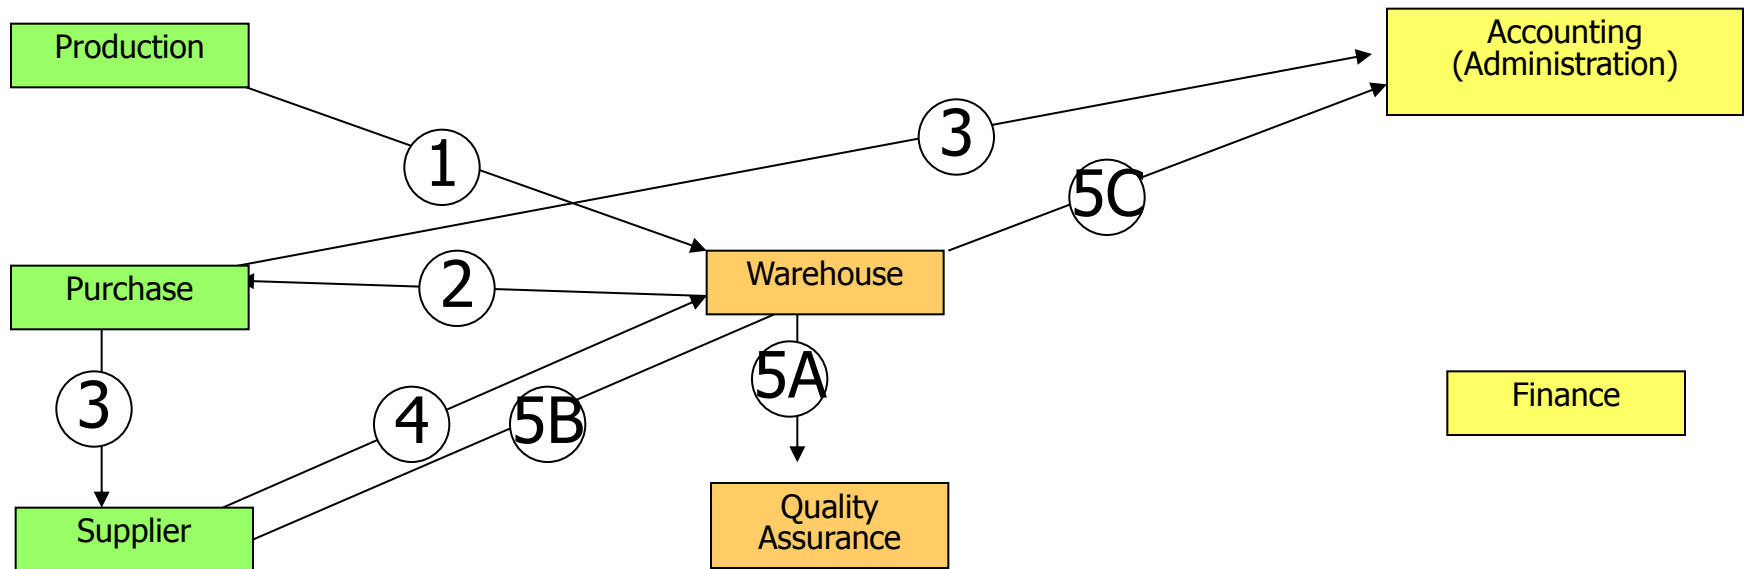 Production
Accounting
(Administration)
3
1
5C
Warehouse
Purchase
2
5A
3
4
5B
Finance
Quality
Assurance
Supplier